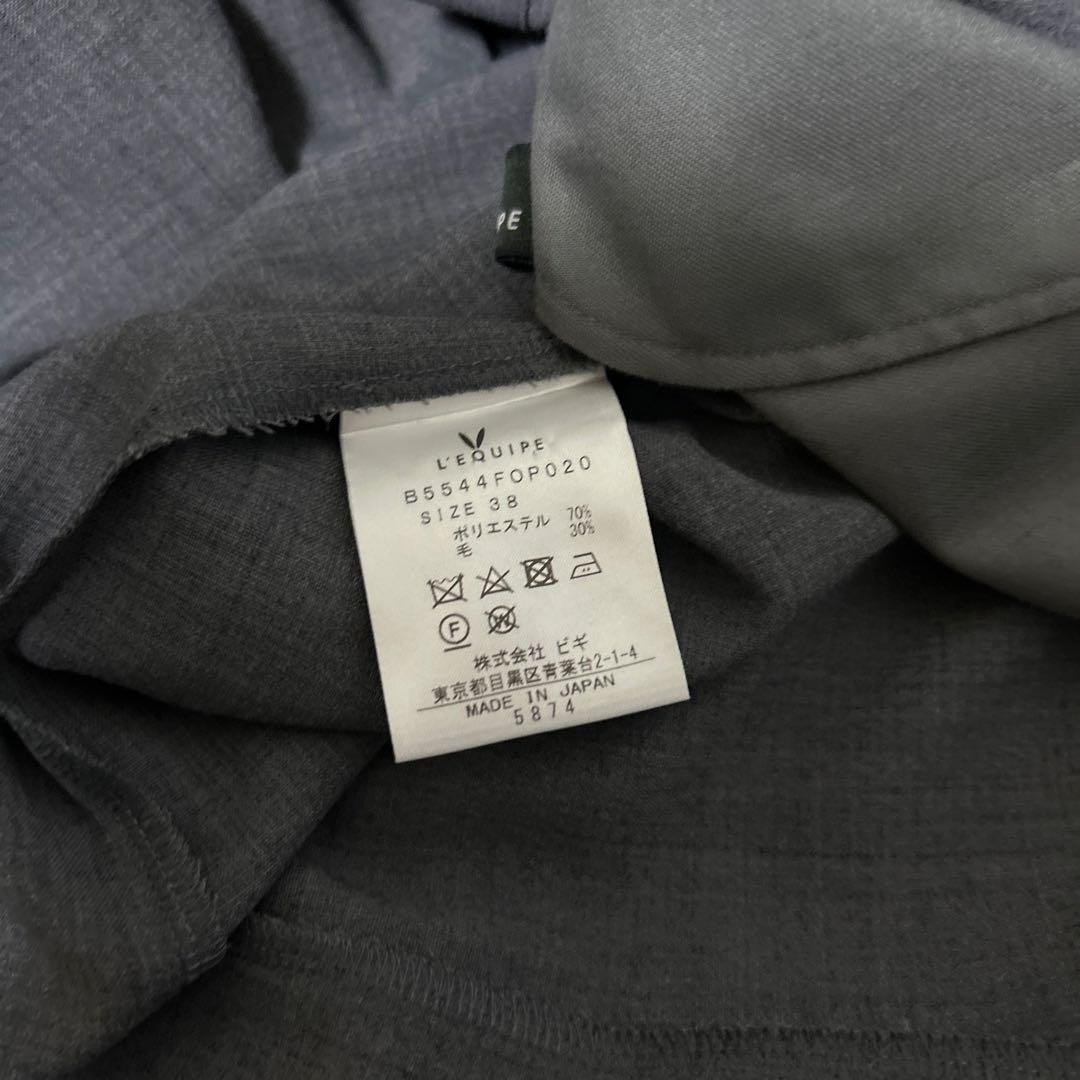 PE
L'EQUIPE
B5544FOP020
SIZE 38
ポリエステル 70%
毛 30%
F W
株式会社 ビギ
東京都目黒区青葉台2-1-4
MADE IN JAPAN
5874